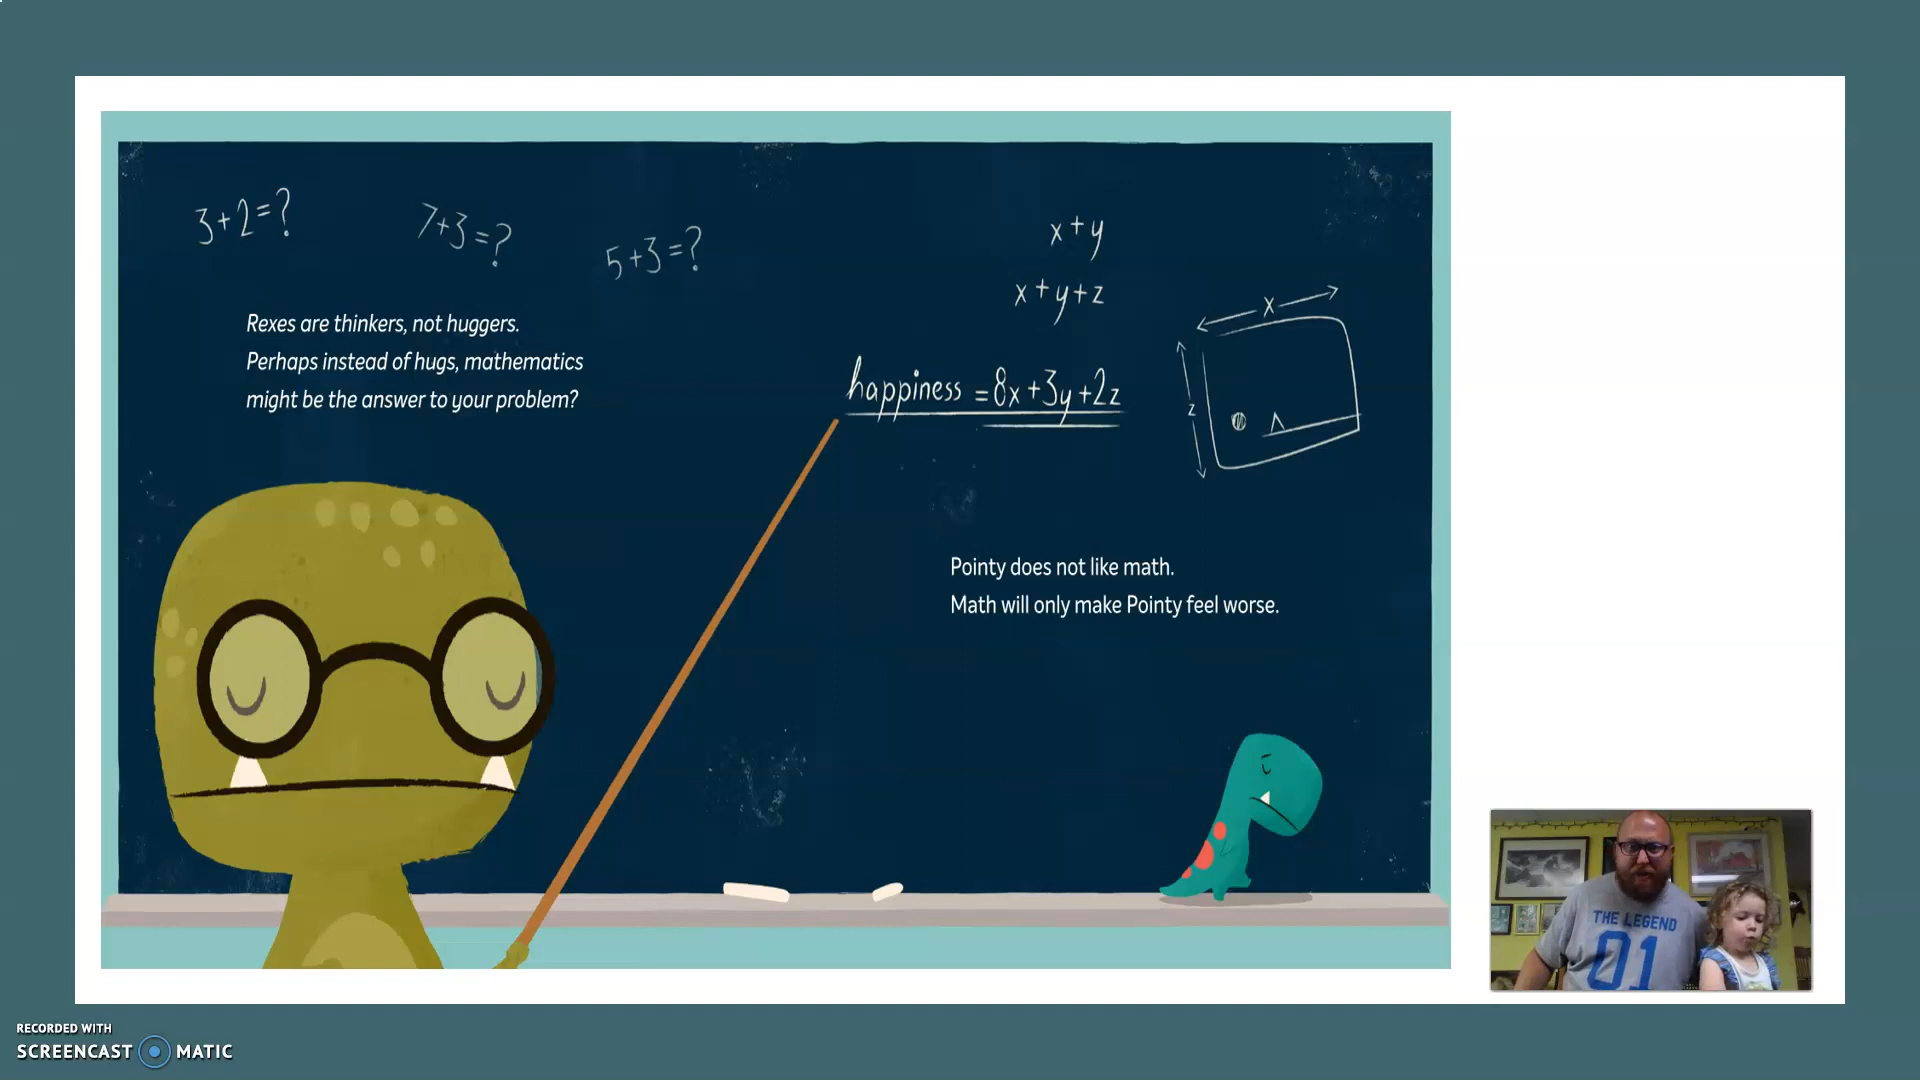 3+2=?
7+3=?
5+3=?
Rexes are thinkers, not huggers.
Perhaps instead of hugs, mathematics
might be the answer to your problem?
x+y
x+y+z
happiness =8x+3y+2z
x
z
Pointy does not like math.
Math will only make Pointy feel worse.
THE LEGEND
01
RECORDED WITH
SCREENCAST MATIC